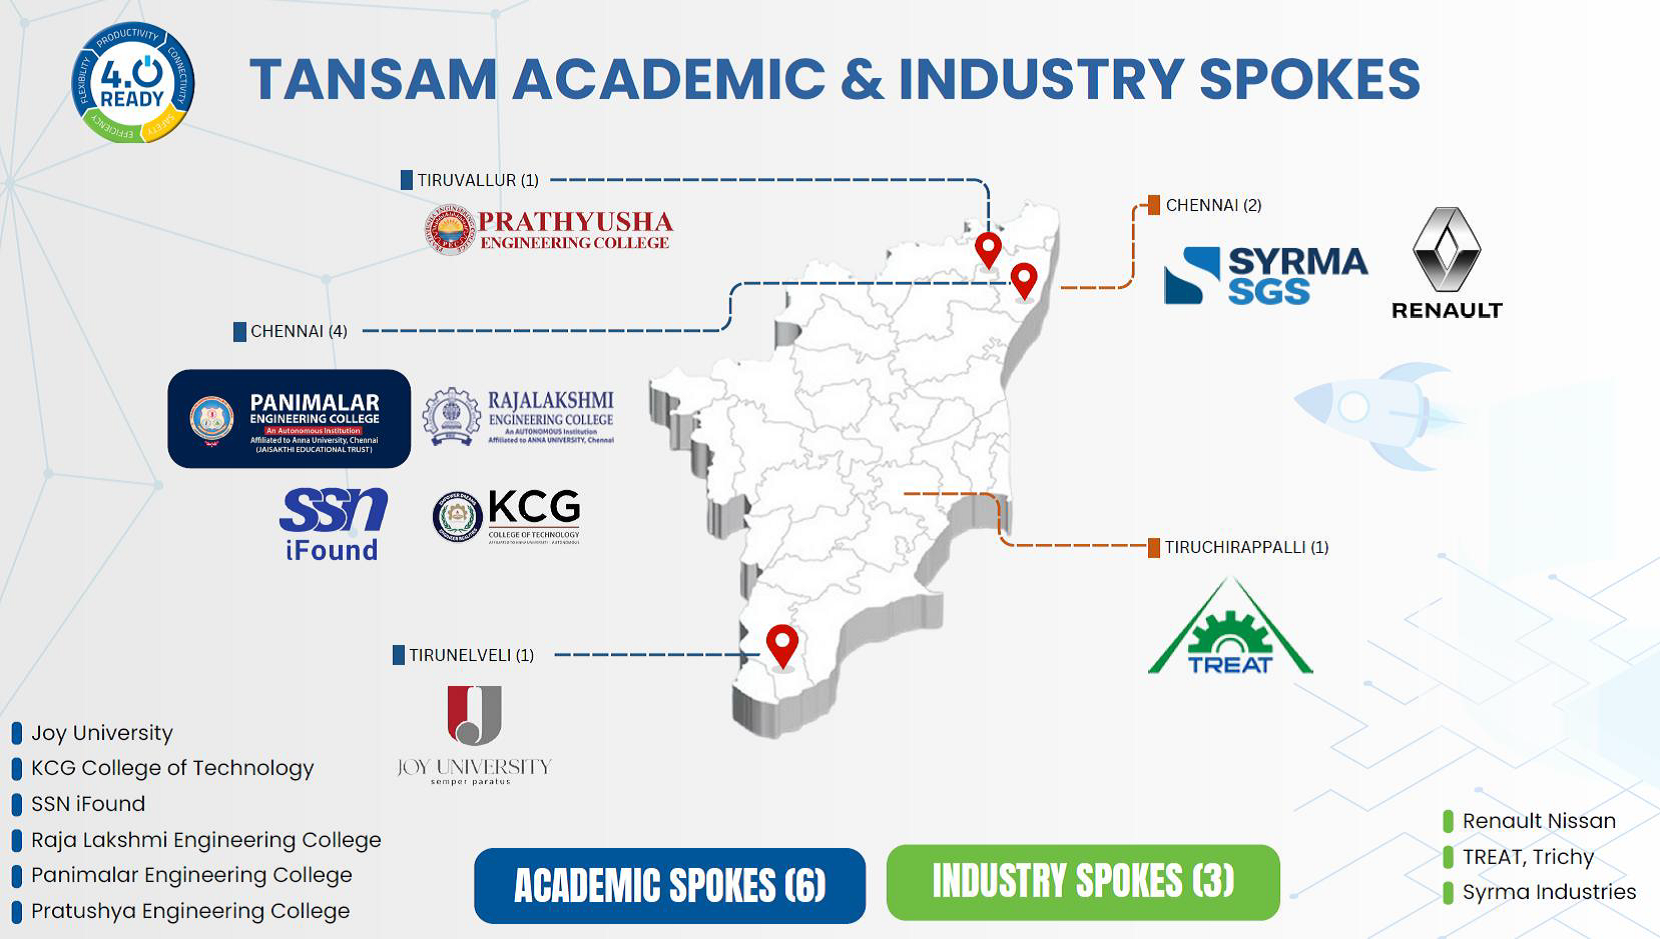 PRODUCTIVITY
CONNECTIVITY
FLEXIBILITY
SAFETY
EFFICIENCY
4.0
READY
TANSAM ACADEMIC & INDUSTRY SPOKES
TIRUVALLUR (1)
PRATHYUSHA
ENGINEERING COLLEGE
CHENNAI (2)
SYRMA
SGS
RENAULT
CHENNAI (4)
PANIMALAR
ENGINEERING COLLEGE
An Autonomous Institution
Affiliated to Anna University, Chennai
(JAISAKTHI EDUCATIONAL TRUST)
RAJALAKSHMI
ENGINEERING COLLEGE
An AUTONOMOUS Institution
Affiliated to ANNA UNIVERSITY, Chennai
ssn
iFound
KCG
COLLEGE OF TECHNOLOGY
TIRUCHIRAPPALLI (1)
TREAT
TIRUNELVELI (1)
JOY UNIVERSITY
semper paratus
Joy University
KCG College of Technology
SSN iFound
Raja Lakshmi Engineering College
Panimalar Engineering College
Pratushya Engineering College
ACADEMIC SPOKES (6)
INDUSTRY SPOKES (3)
Renault Nissan
TREAT, Trichy
Syrma Industries